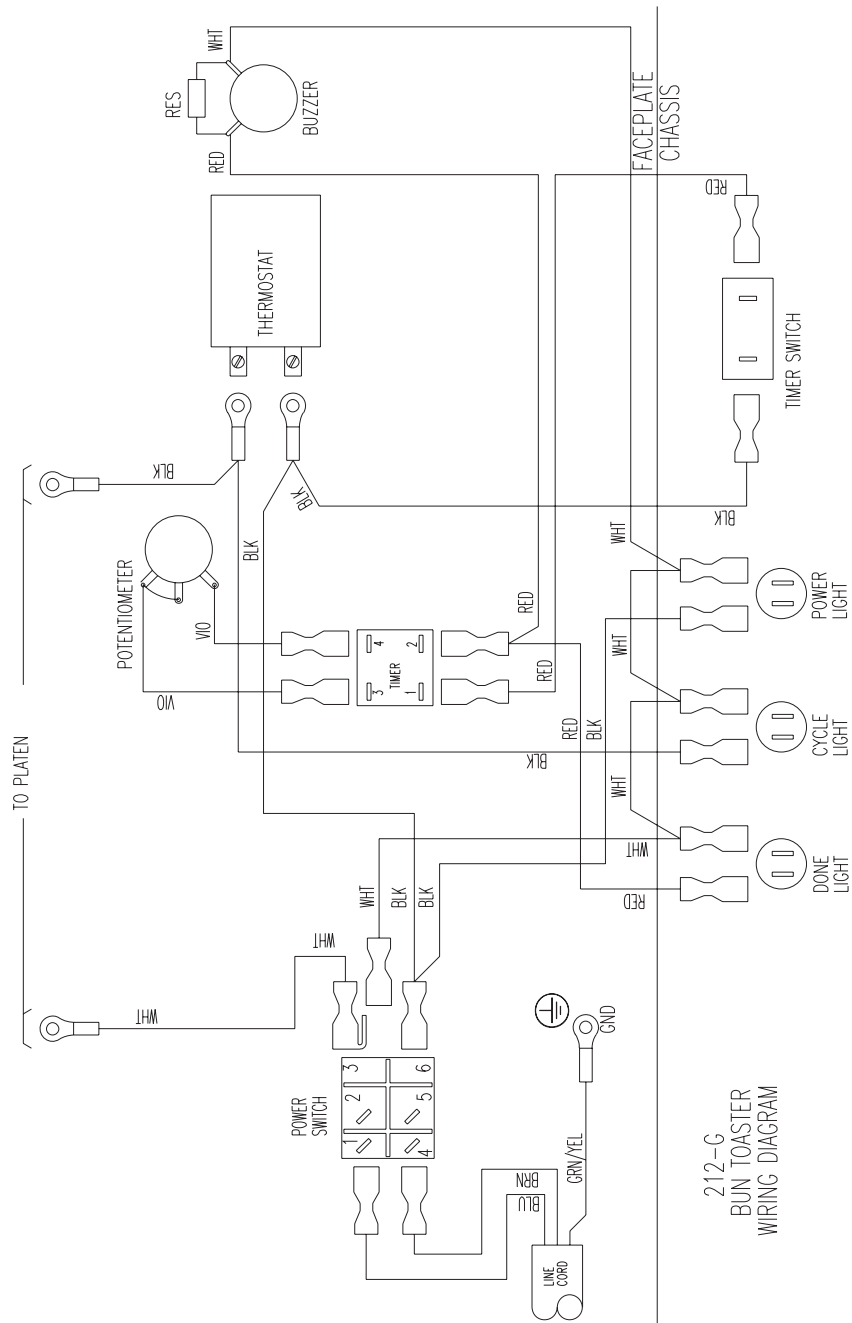 TO PLATEN
WHT
BLK
POTENTIOMETER
VIO
VIO
THERMOSTAT
RES
BUZZER
RED
WHT
POWER
SWITCH
1
2
3
4
5
6
WHT
WHT
BLK
BLK
BLK
BLK
TIMER
3
4
1
2
RED
RED
BLU
BRN
LINE
CORD
GRN/YEL
GND
RED
BLK
BLK
WHT
WHT
WHT
WHT
RED
BLK
RED
FACEPLATE
CHASSIS
DONE
LIGHT
CYCLE
LIGHT
POWER
LIGHT
TIMER SWITCH
212-G
BUN TOASTER
WIRING DIAGRAM